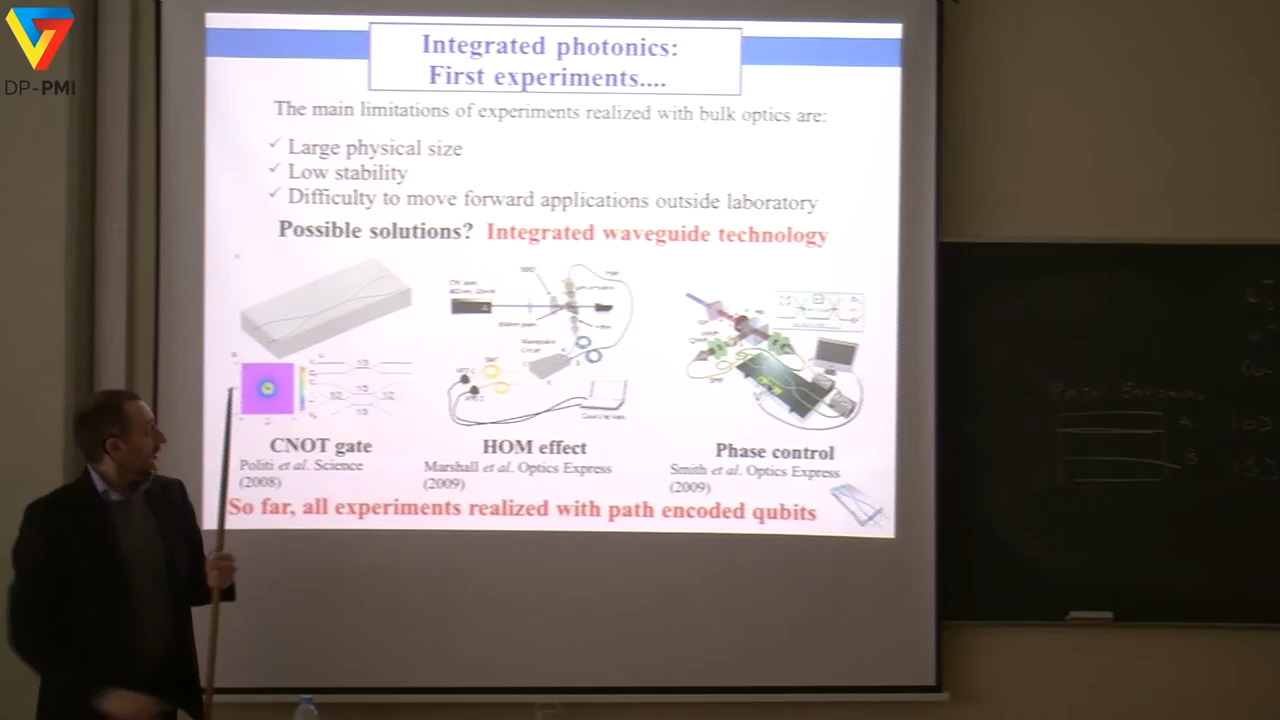 DP-PMI
Integrated photonics:
First experiments....
The main limitations of experiments realized with bulk optics are:
✓ Large physical size
✓ Low stability
✓ Difficulty to move forward applications outside laboratory
Possible solutions? Integrated waveguide technology
CNOT gate
Politi et al. Science
(2008)
HOM effect
Marshall et al. Optics Express
(2009)
Phase control
Smith et al. Optics Express
(2009)
So far, all experiments realized with path encoded qubits
PATH
A
B